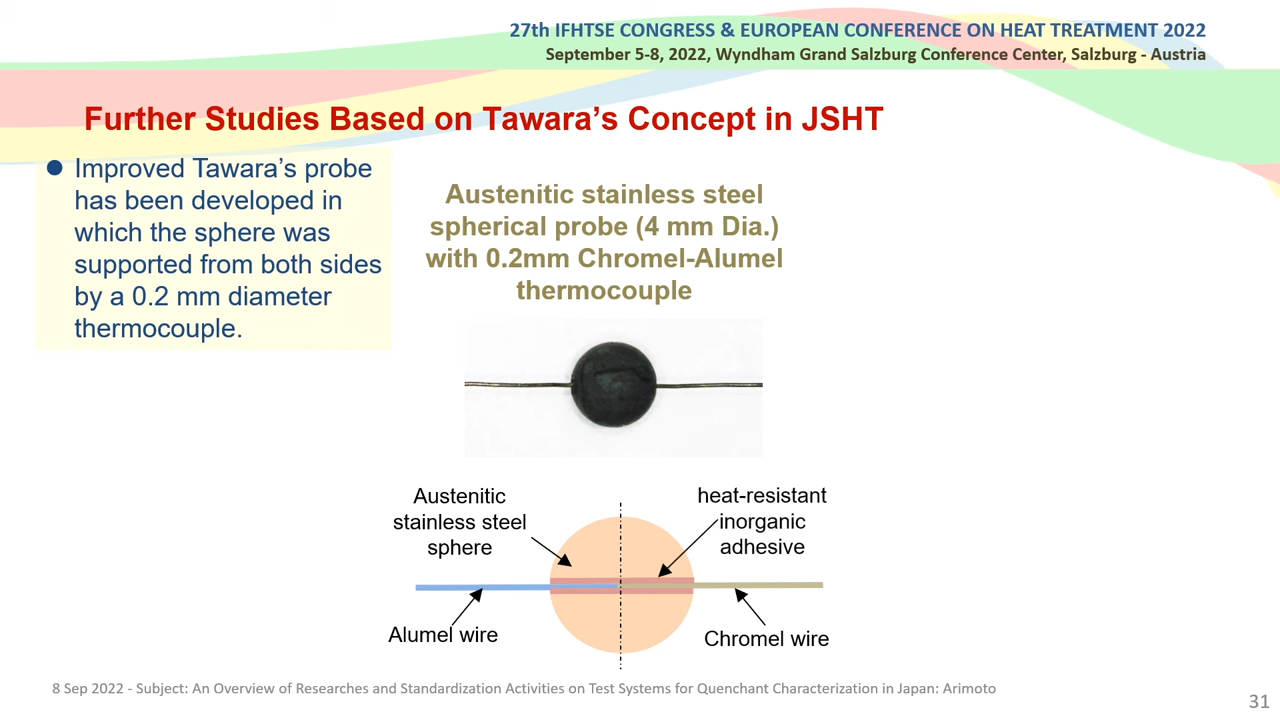 27th IFHTSE CONGRESS & EUROPEAN CONFERENCE ON HEAT TREATMENT 2022
September 5-8, 2022, Wyndham Grand Salzburg Conference Center, Salzburg - Austria
Further Studies Based on Tawara’s Concept in JSHT
● Improved Tawara’s probe
has been developed in
which the sphere was
supported from both sides
by a 0.2 mm diameter
thermocouple.
Austenitic stainless steel
spherical probe (4 mm Dia.)
with 0.2mm Chromel-Alumel
thermocouple
Austenitic
stainless steel
sphere
heat-resistant
inorganic
adhesive
Alumel wire
Chromel wire
8 Sep 2022 - Subject: An Overview of Researches and Standardization Activities on Test Systems for Quenchant Characterization in Japan: Arimoto
31